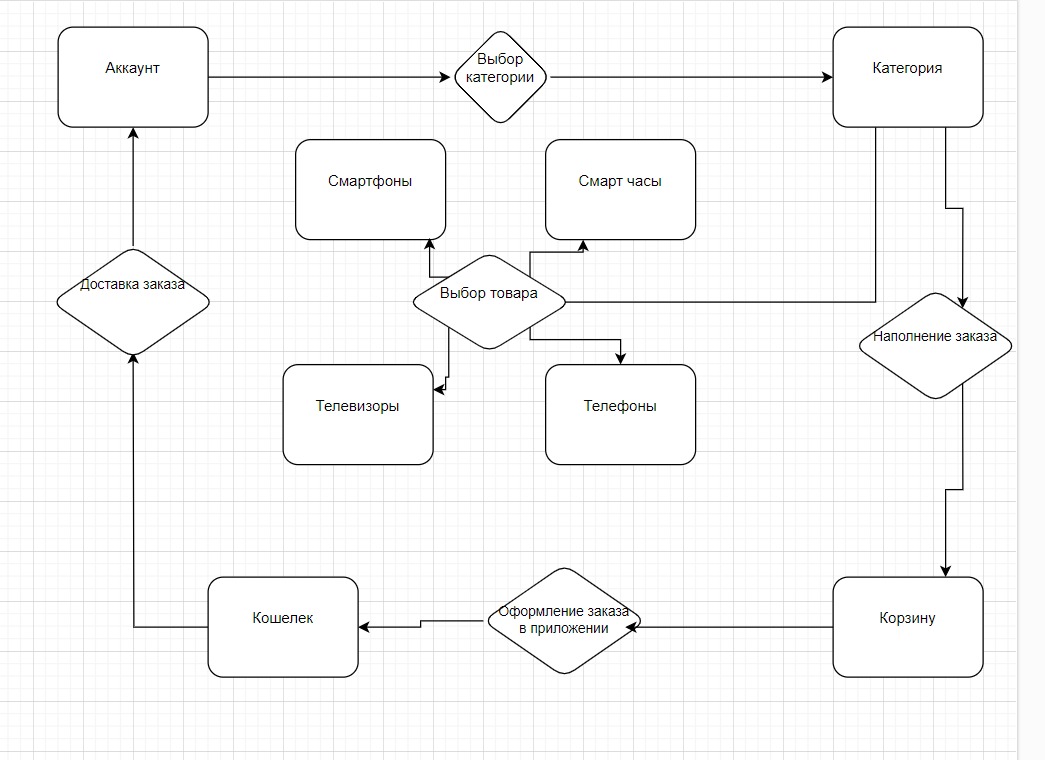 Аккаунт
Выбор
категории
Категория
Смартфоны
Смарт часы
Доставка заказа
Выбор товара
Наполнение заказа
Телевизоры
Телефоны
Кошелек
Оформление заказа
в приложении
Корзину